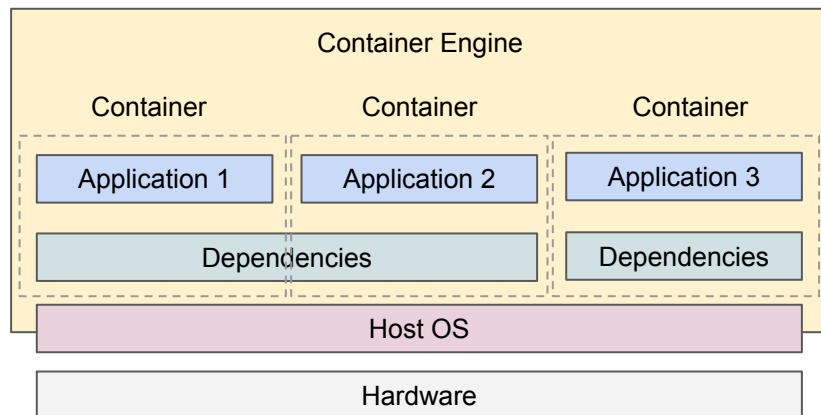 Container Engine
Container Container Container
Application 1 Application 2 Application 3
Dependencies Dependencies
Host OS
Hardware